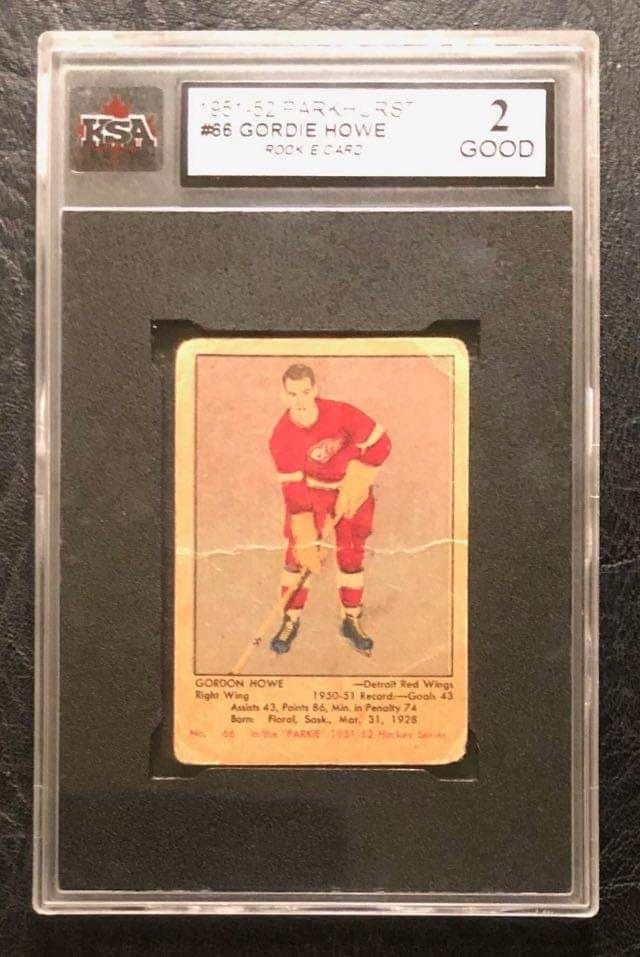 KSA
1951-52 PARKHURST
#66 GORDIE HOWE
ROOKIE CARD
2
GOOD
GORDON HOWE —Detroit Red Wings
Right Wing 1950-51 Record:—Goals 43
Assists 43, Points 86, Min. in Penalty 74
Born: Floral, Sask., Mar. 31, 1928
No. 66 in the "PARKIE" 1951-52 Hockey Series